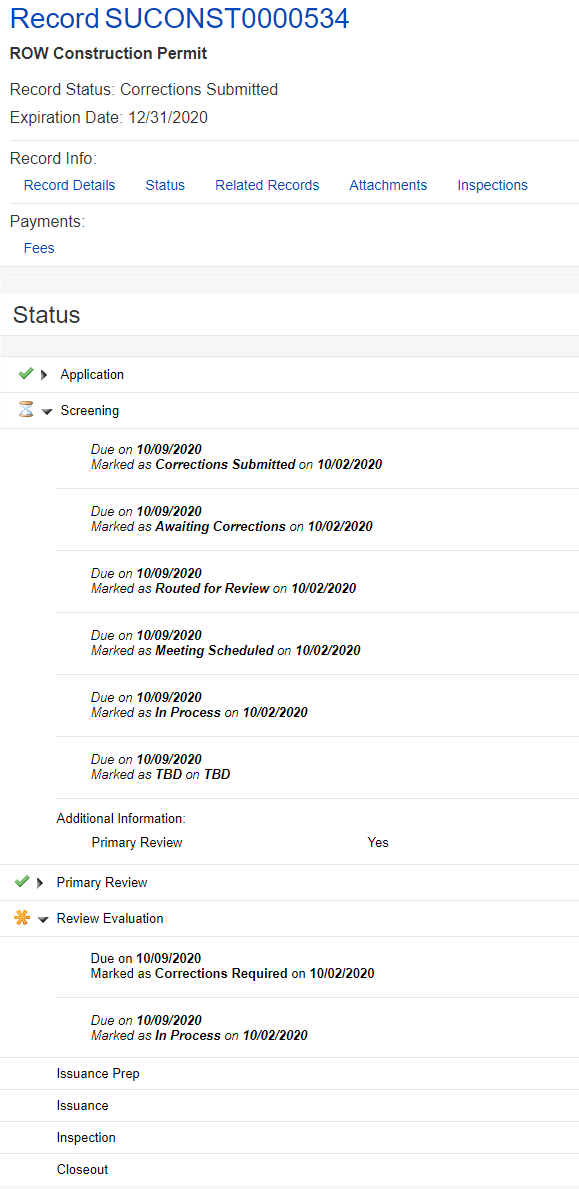 Record SUCONST0000534
ROW Construction Permit
Record Status: Corrections Submitted
Expiration Date: 12/31/2020
Record Info:
Record Details Status Related Records Attachments Inspections
Payments:
Fees
Status
Application
Screening
Due on 10/09/2020
Marked as Corrections Submitted on 10/02/2020
Due on 10/09/2020
Marked as Awaiting Corrections on 10/02/2020
Due on 10/09/2020
Marked as Routed for Review on 10/02/2020
Due on 10/09/2020
Marked as Meeting Scheduled on 10/02/2020
Due on 10/09/2020
Marked as In Process on 10/02/2020
Due on 10/09/2020
Marked as TBD on TBD
Additional Information:
Primary Review Yes
Primary Review
Review Evaluation
Due on 10/09/2020
Marked as Corrections Required on 10/02/2020
Due on 10/09/2020
Marked as In Process on 10/02/2020
Issuance Prep
Issuance
Inspection
Closeout